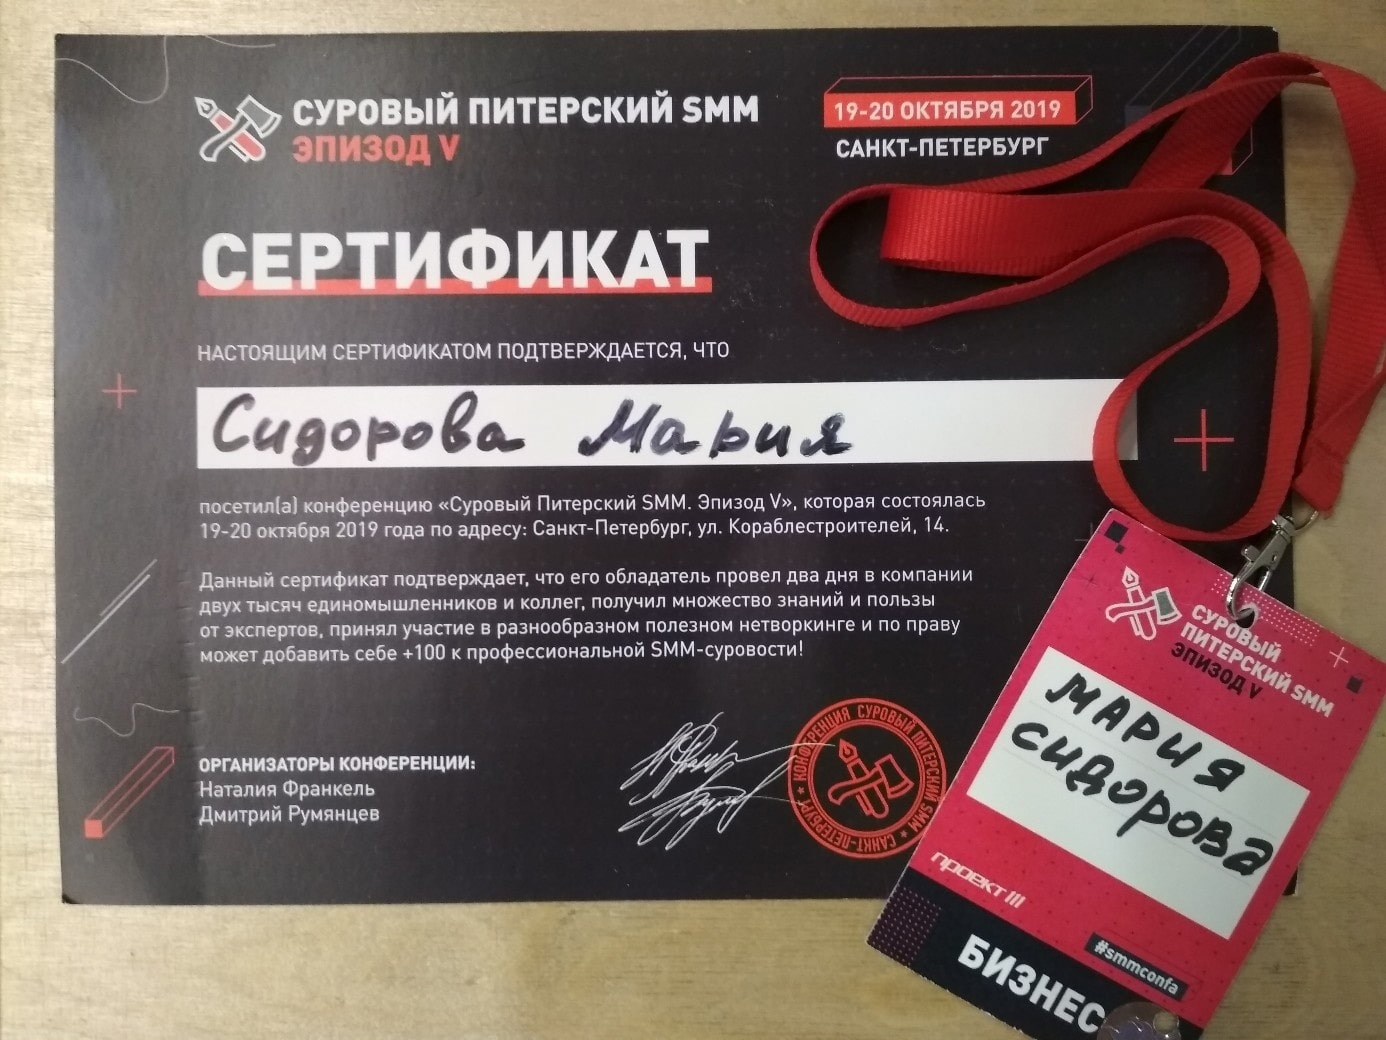 СУРОВЫЙ ПИТЕРСКИЙ SMM
ЭПИЗОД V
19-20 ОКТЯБРЯ 2019
САНКТ-ПЕТЕРБУРГ
СЕРТИФИКАТ
НАСТОЯЩИМ СЕРТИФИКАТОМ ПОДТВЕРЖДАЕТСЯ, ЧТО
Сидорова Мария
посетил(а) конференцию «Суровый Питерский SMM. Эпизод V», которая состоялась
19-20 октября 2019 года по адресу: Санкт-Петербург, ул. Кораблестроителей, 14.
Данный сертификат подтверждает, что его обладатель провел два дня в компании
двух тысяч единомышленников и коллег, получил множество знаний и пользы
от экспертов, принял участие в разнообразном полезном нетворкинге и по праву
может добавить себе +100 к профессиональной SMM-суровости!
ОРГАНИЗАТОРЫ КОНФЕРЕНЦИИ:
Наталия Франкель
Дмитрий Румянцев
КОНФЕРЕНЦИЯ СУРОВЫЙ ПИТЕРСКИЙ SMM ★ САНКТ-ПЕТЕРБУРГ ★
СУРОВЫЙ
ПИТЕРСКИЙ SMM
ЭПИЗОД V
МАРИЯ
СИДОРОВА
ПРОЕКТ III
#smmconfa
БИЗНЕС